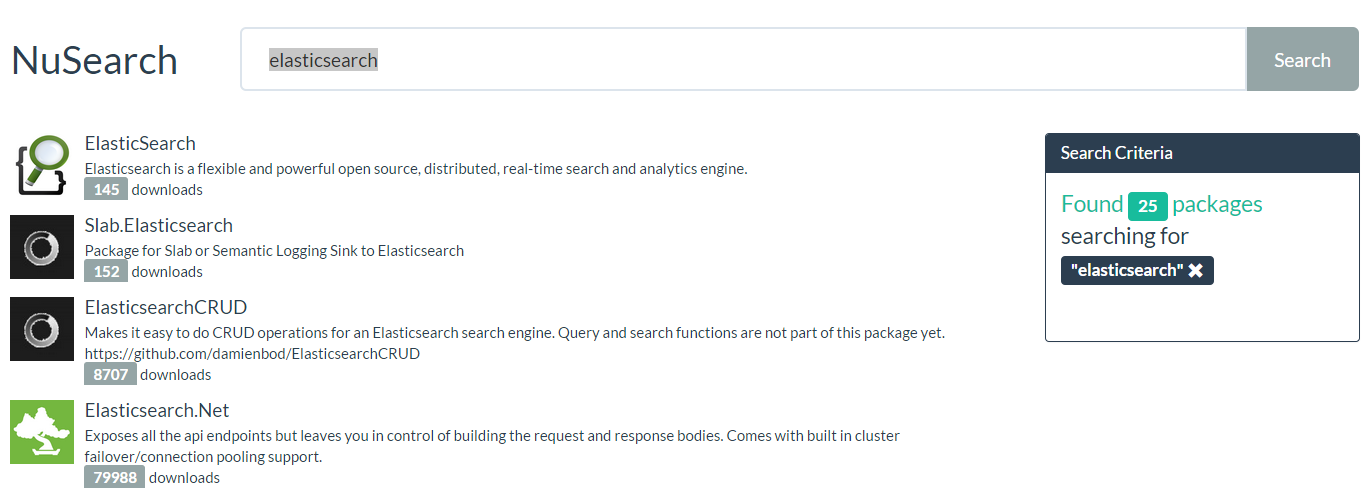 NuSearch
elasticsearch
Search
ElasticSearch
Elasticsearch is a flexible and powerful open source, distributed, real-time search and analytics engine.
145 downloads
Slab.Elasticsearch
Package for Slab or Semantic Logging Sink to Elasticsearch
152 downloads
ElasticsearchCRUD
Makes it easy to do CRUD operations for an Elasticsearch search engine. Query and search functions are not part of this package yet.
https://github.com/damienbod/ElasticsearchCRUD
8707 downloads
Elasticsearch.Net
Exposes all the api endpoints but leaves you in control of building the request and response bodies. Comes with built in cluster
failover/connection pooling support.
79988 downloads
Search Criteria
Found 25 packages
searching for
"elasticsearch" ✖